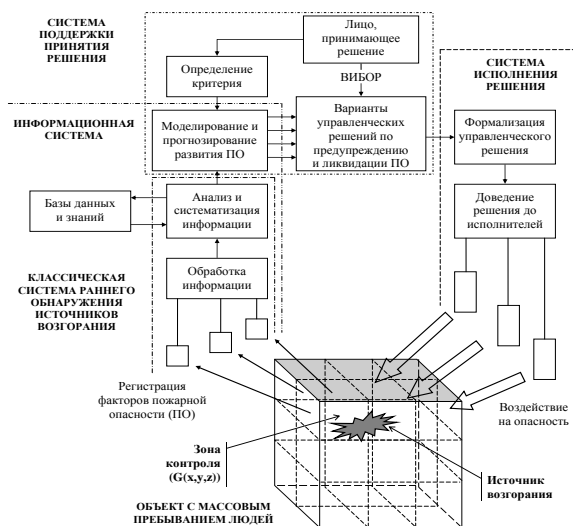 СИСТЕМА
ПОДДЕРЖКИ
ПРИНЯТИЯ
РЕШЕНИЯ
Лицо,
принимающее
решение
Определение
критерия
ВЫБОР
СИСТЕМА
ИСПОЛНЕНИЯ
РЕШЕНИЯ
ИНФОРМАЦИОННАЯ
СИСТЕМА
Моделирование и
прогнозирование
развития ПО
Варианты
управленческих
решений по
предупреждению
и ликвидации ПО
Формализация
управленческого
решения
Базы данных
и знаний
Анализ и
систематизация
информации
Доведение
решения до
исполнителей
КЛАССИЧЕСКАЯ
СИСТЕМА РАННЕГО
ОБНАРУЖЕНИЯ
ИСТОЧНИКОВ
ВОЗГОРАНИЯ
Обработка
информации
Регистрация
факторов пожарной
опасности (ПО)
Воздействие
на опасность
Зона
контроля
(G(x,y,z))
Источник
возгорания
ОБЪЕКТ С МАССОВЫМ
ПРЕБЫВАНИЕМ ЛЮДЕЙ